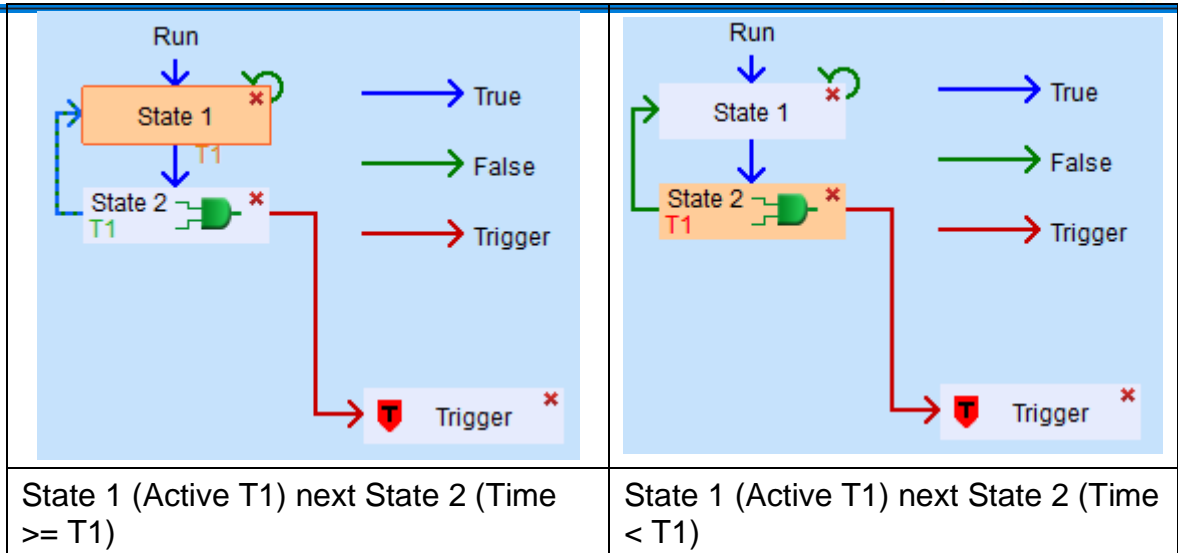 Run
State 1
T1
State 2
T1
True
False
Trigger
T Trigger
State 1 (Active T1) next State 2 (Time
>= T1)
Run
State 1
State 2
T1
True
False
Trigger
T Trigger
State 1 (Active T1) next State 2 (Time
< T1)